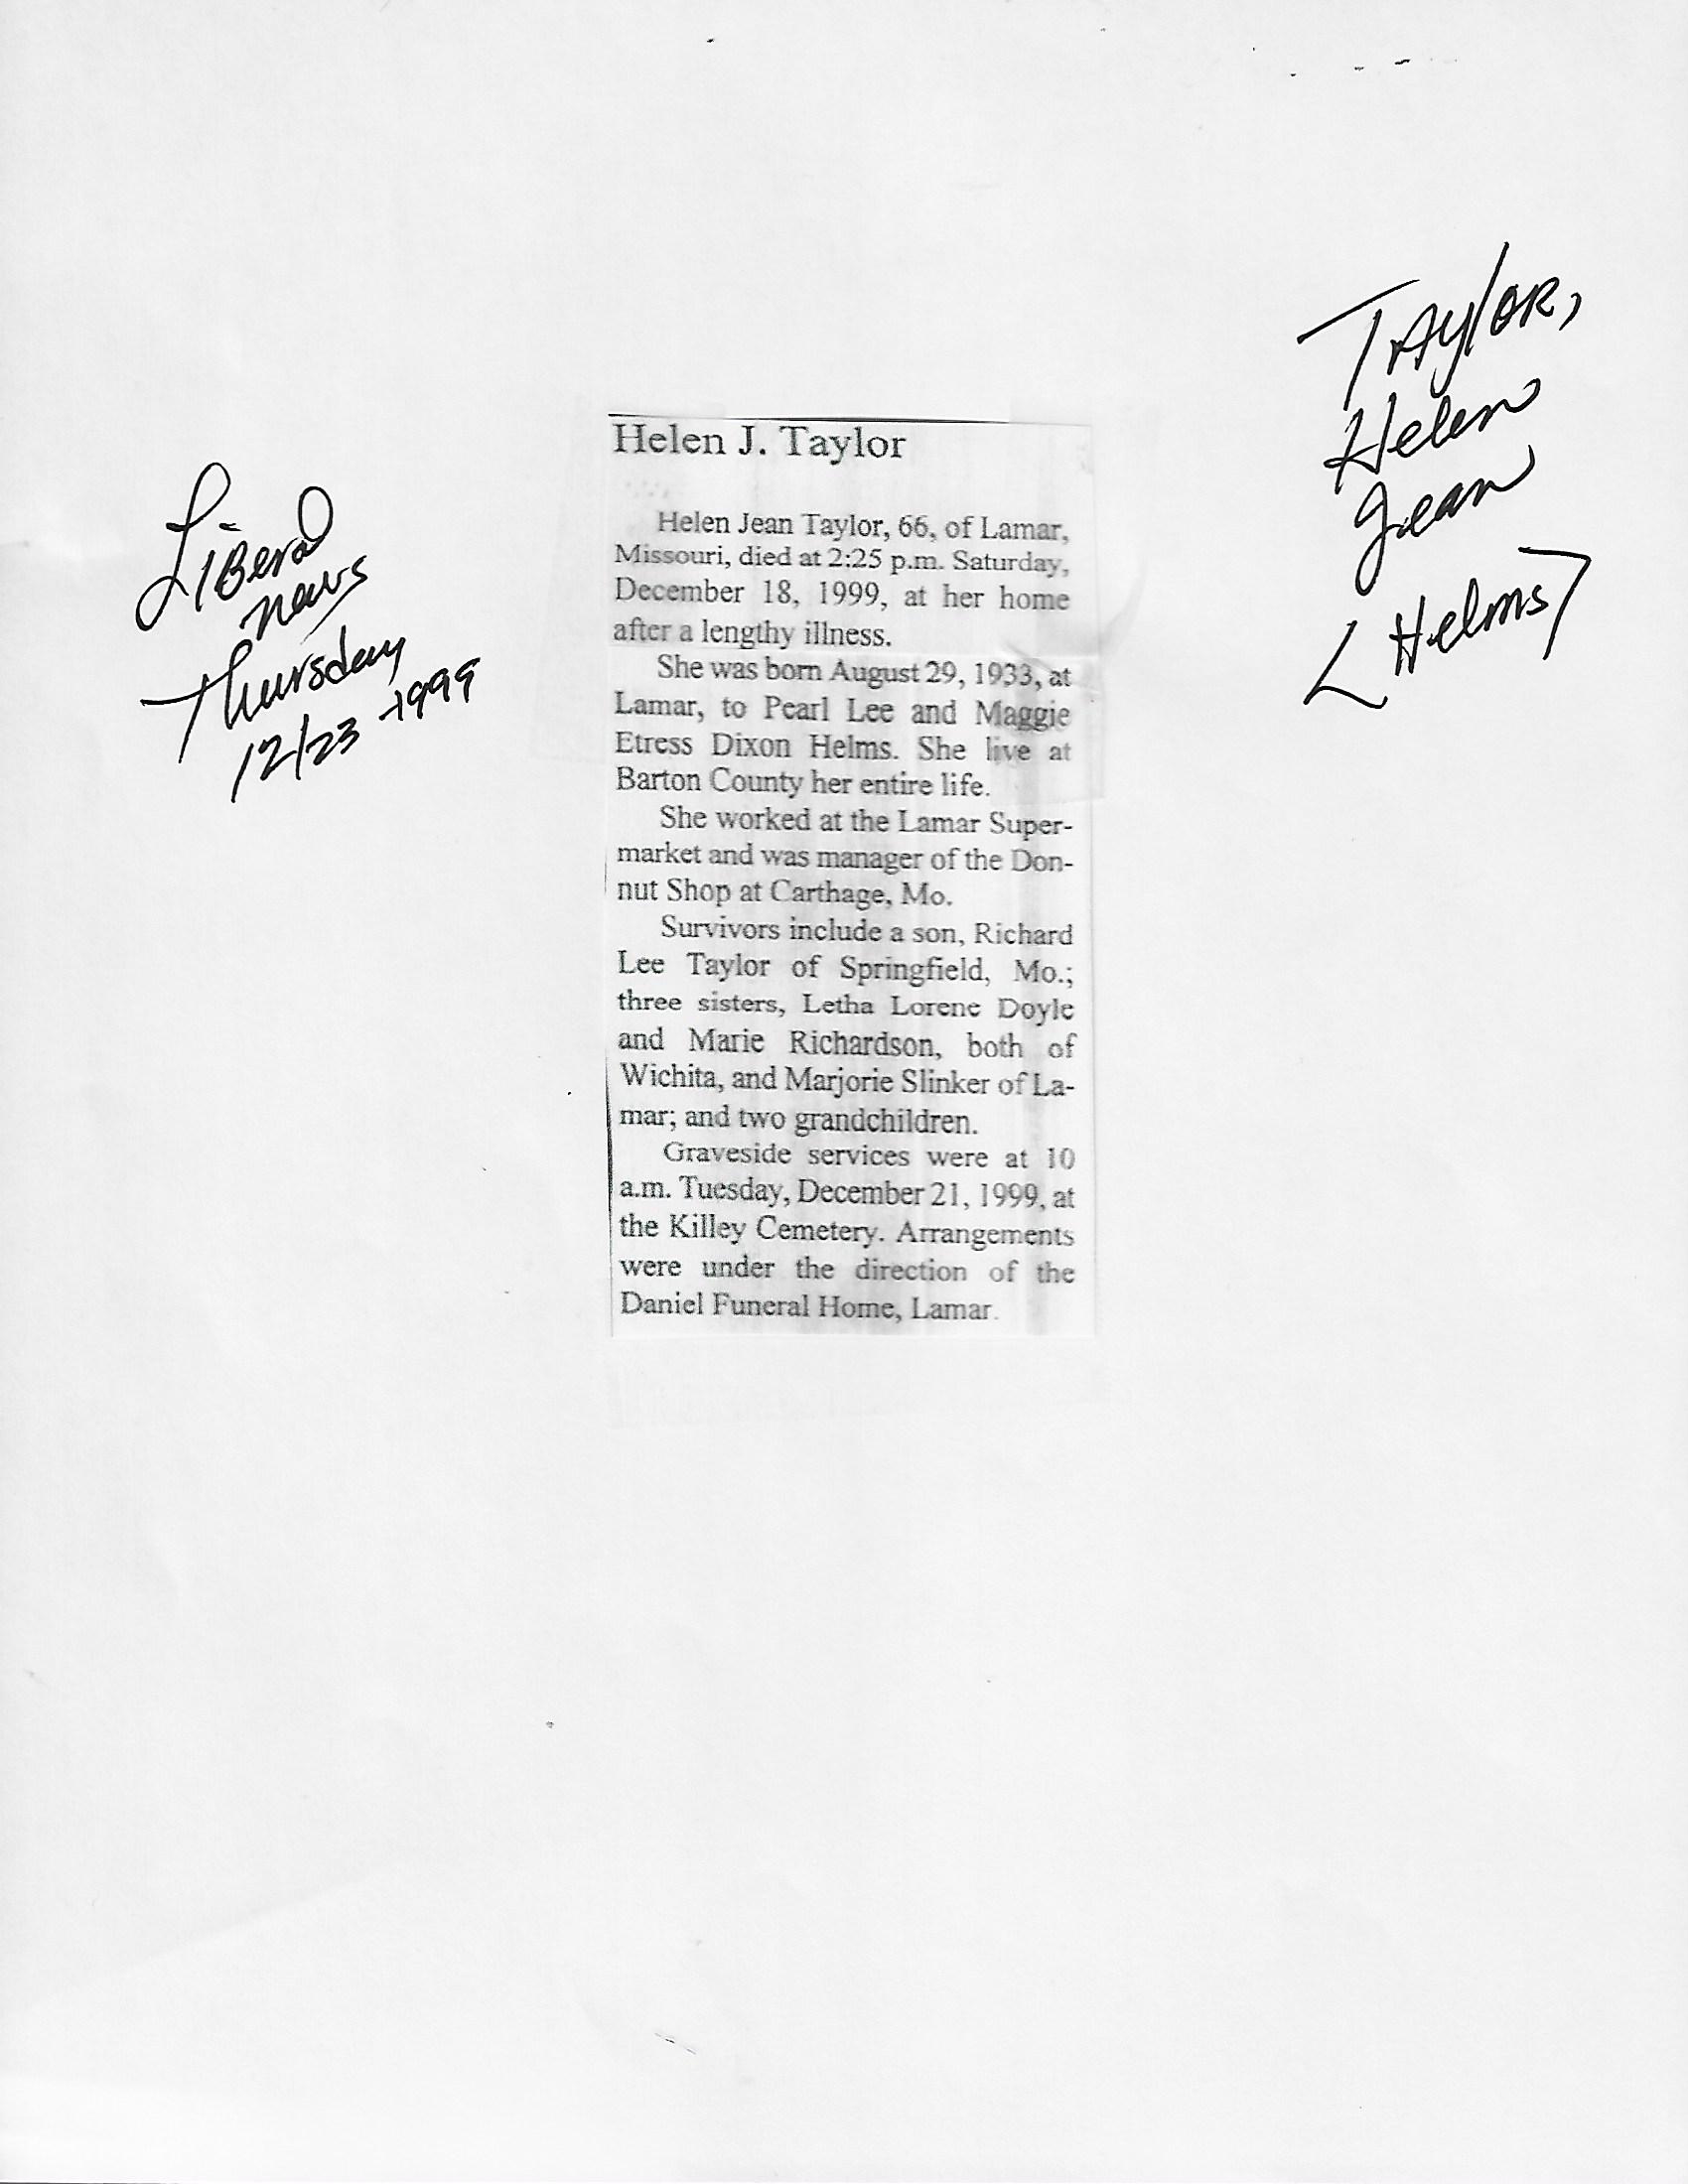 Liberal
news
Thursday
12/23-1999
Taylor,
Helen
Jean
< Helms >
Helen J. Taylor
Helen Jean Taylor, 66, of Lamar,
Missouri, died at 2:25 p.m. Saturday,
December 18, 1999, at her home
after a lengthy illness.
She was born August 29, 1933, at
Lamar, to Pearl Lee and Maggie
Etress Dixon Helms. She live at
Barton County her entire life.
She worked at the Lamar Super-
market and was manager of the Don-
nut Shop at Carthage, Mo.
Survivors include a son, Richard
Lee Taylor of Springfield, Mo.;
three sisters, Letha Lorene Doyle
and Marie Richardson, both of
Wichita, and Marjorie Slinker of La-
mar; and two grandchildren.
Graveside services were at 10
a.m. Tuesday, December 21, 1999, at
the Killey Cemetery. Arrangements
were under the direction of the
Daniel Funeral Home, Lamar.